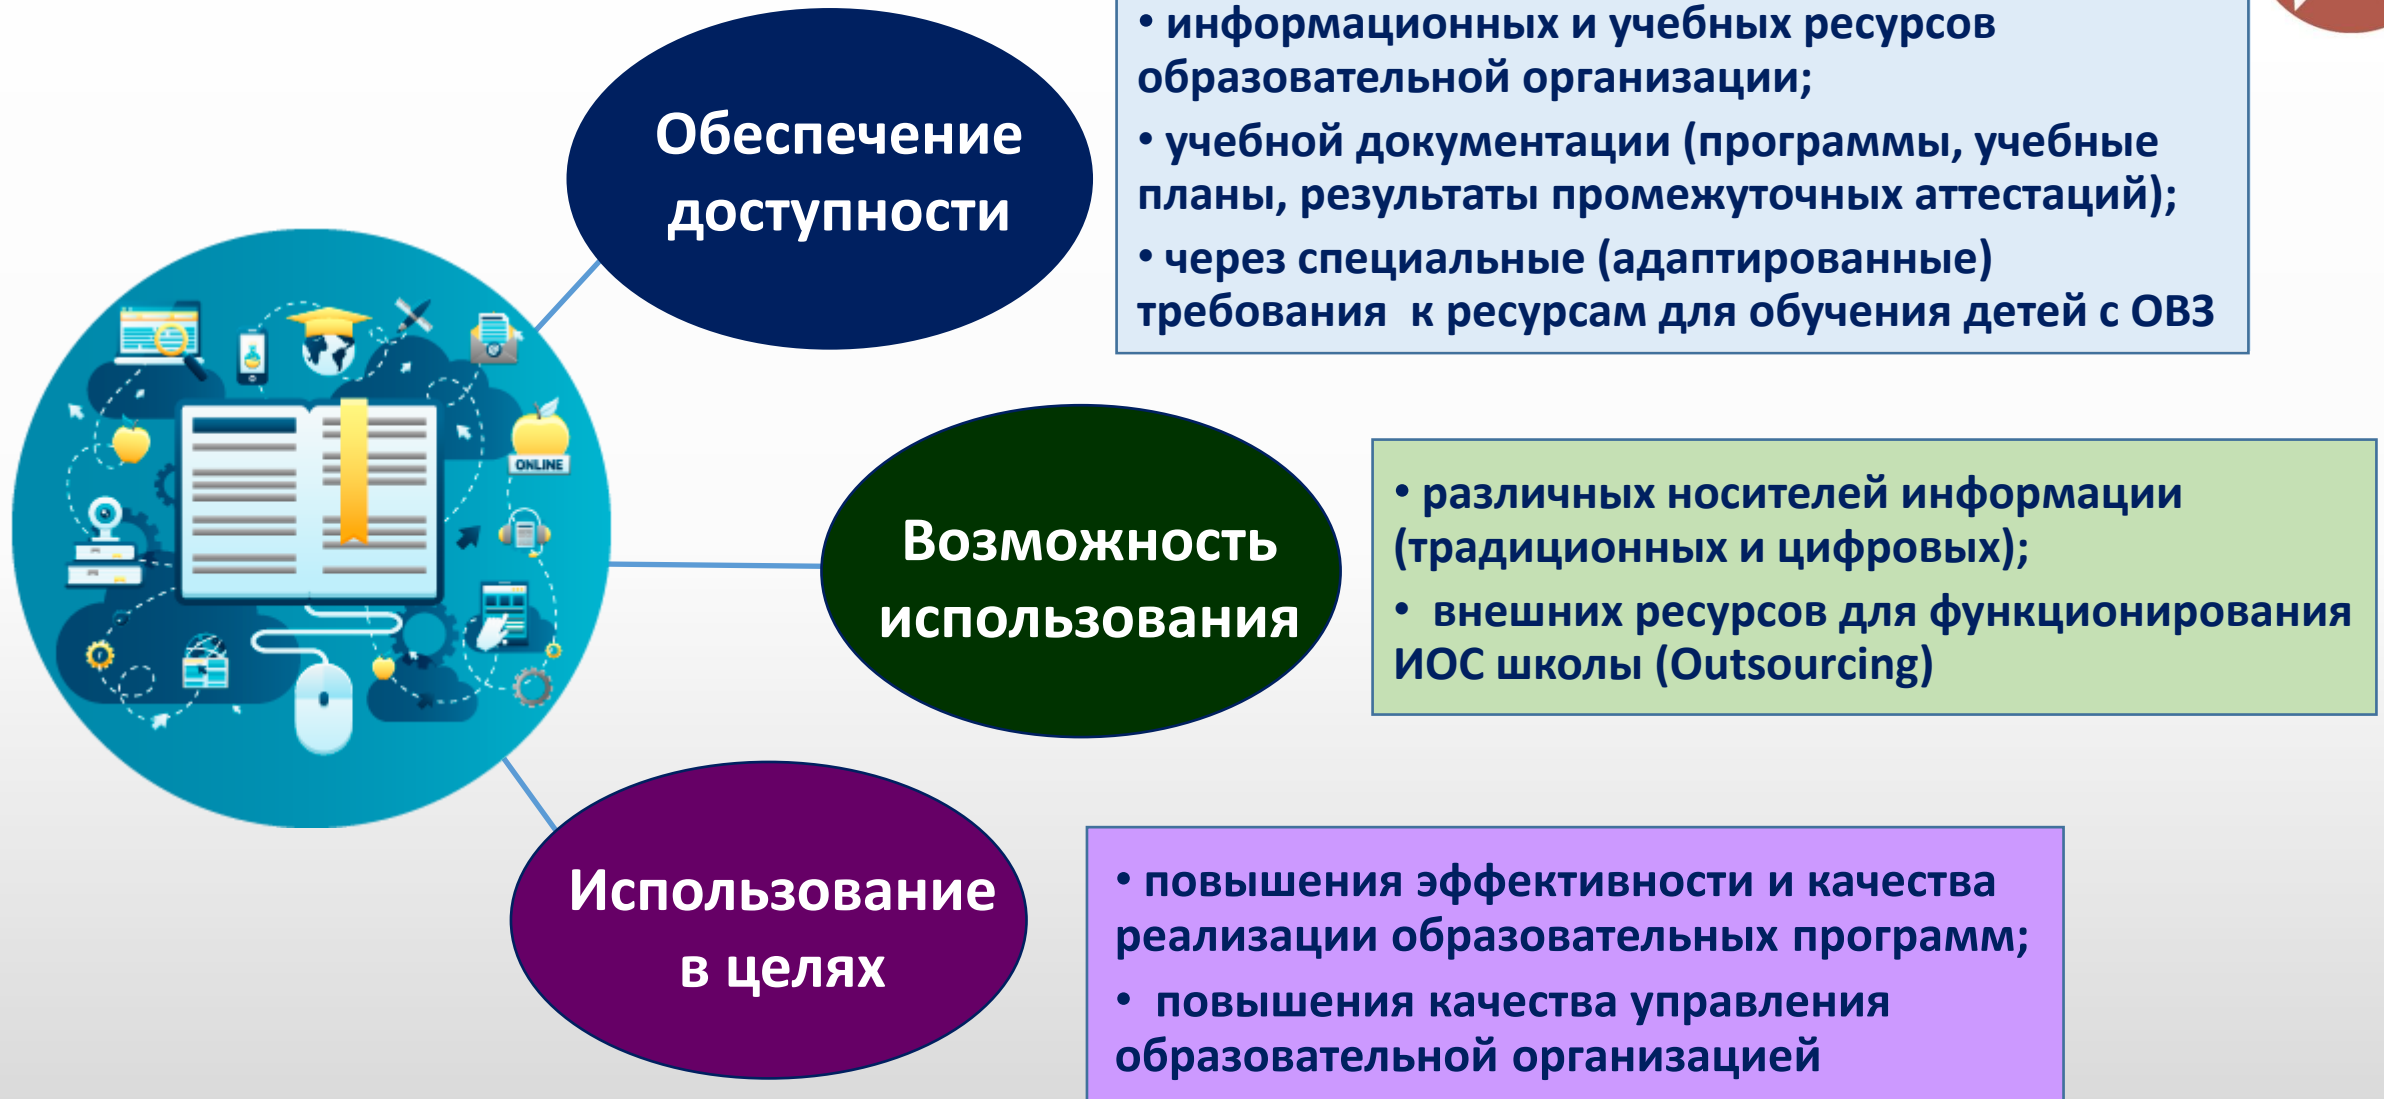 Обеспечение
доступности
• информационных и учебных ресурсов
образовательной организации;
• учебной документации (программы, учебные
планы, результаты промежуточных аттестаций);
• через специальные (адаптированные)
требования к ресурсам для обучения детей с ОВЗ
ONLINE
Возможность
использования
• различных носителей информации
(традиционных и цифровых);
• внешних ресурсов для функционирования
ИОС школы (Outsourcing)
Использование
в целях
• повышения эффективности и качества
реализации образовательных программ;
• повышения качества управления
образовательной организацией